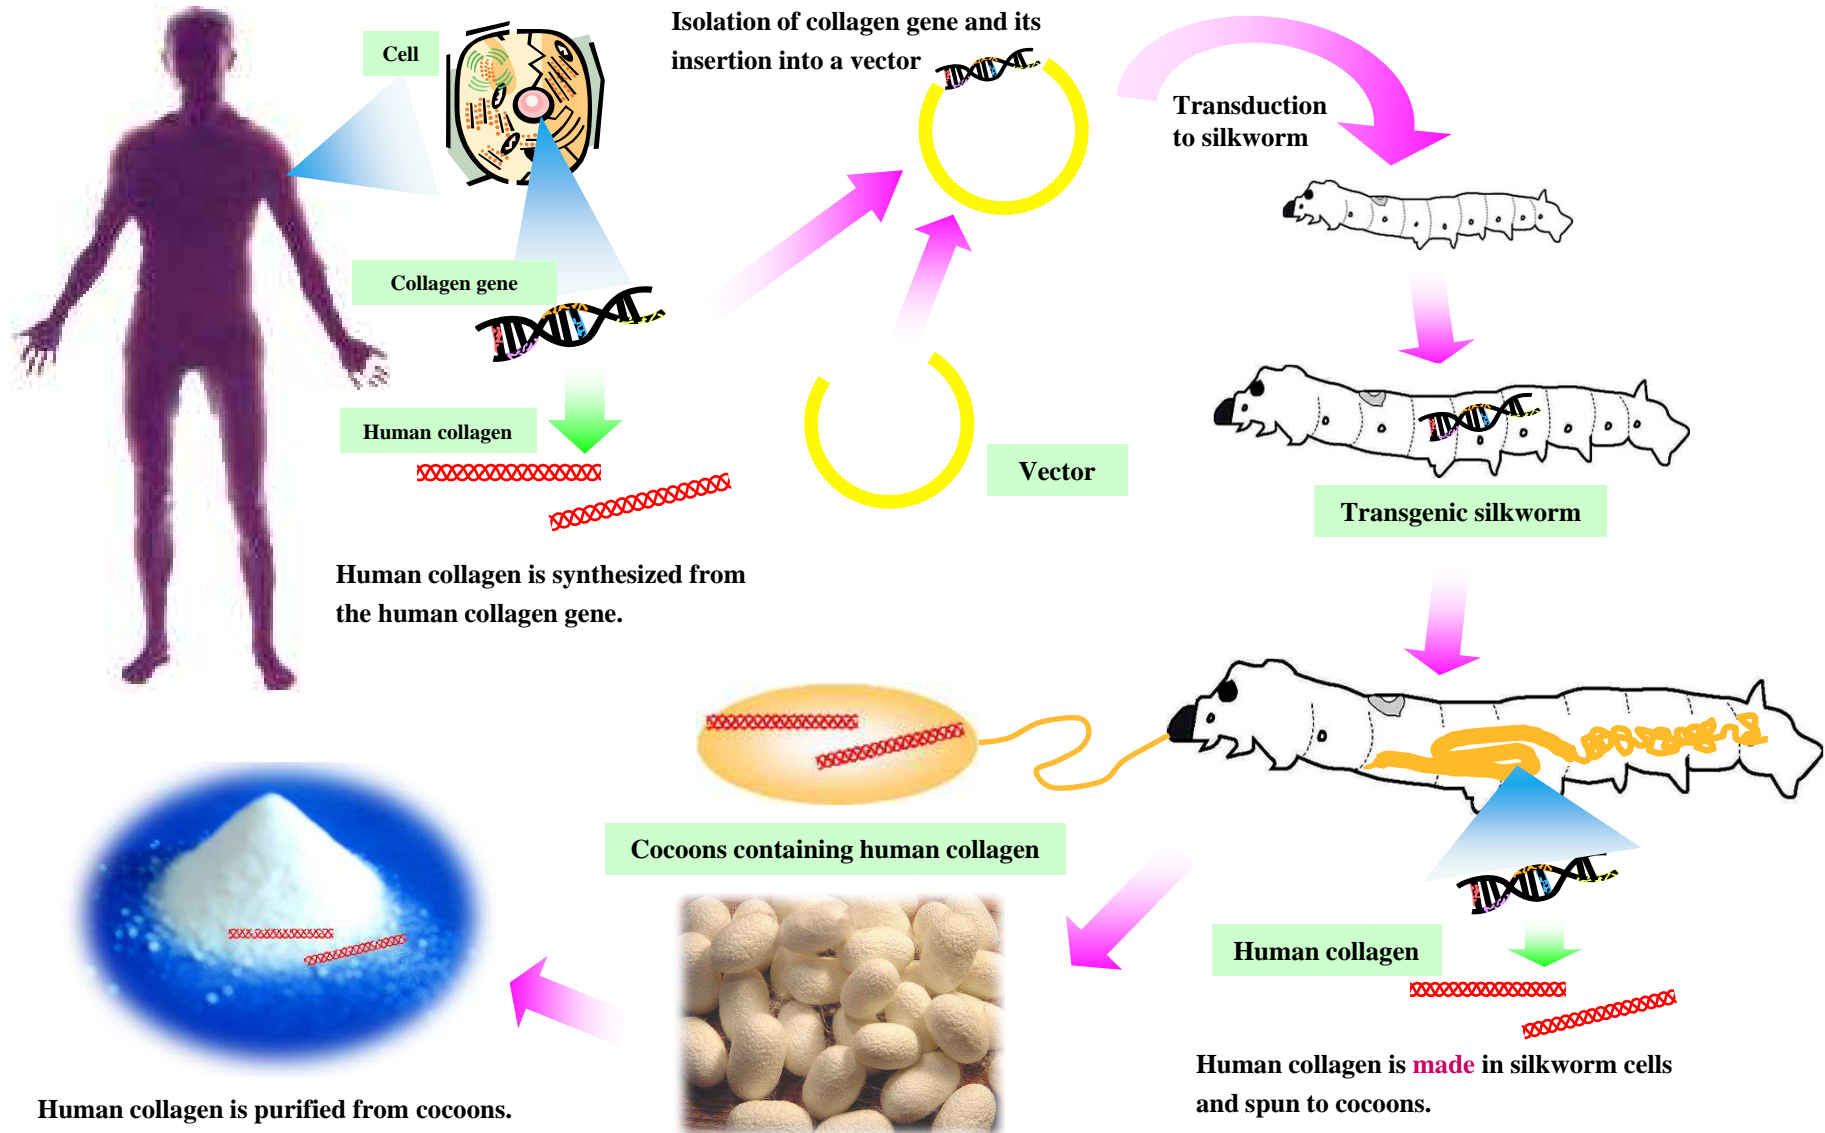 Cell
Isolation of collagen gene and its
insertion into a vector
Transduction
to silkworm
Collagen gene
Human collagen
Vector
Transgenic silkworm
Human collagen is synthesized from
the human collagen gene.
Cocoons containing human collagen
Human collagen
Human collagen is made in silkworm cells
and spun to cocoons.
Human collagen is purified from cocoons.